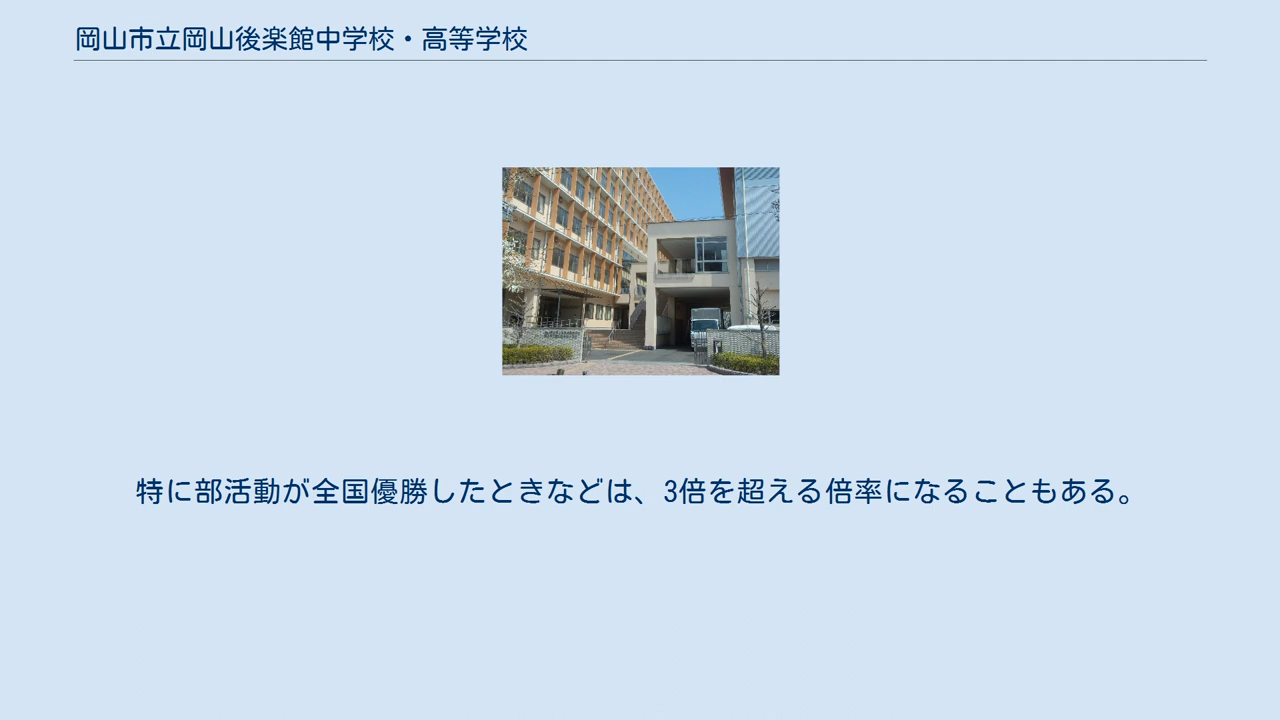 岡山市立岡山後楽館中学校・高等学校
特に部活動が全国優勝したときなどは、3倍を超える倍率になることもある。